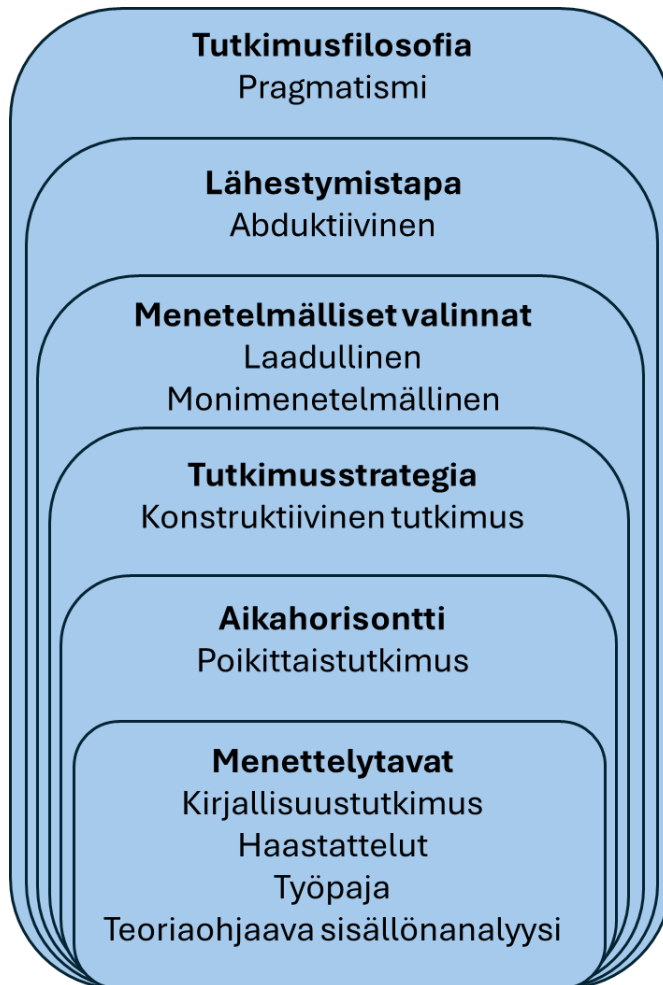 Tutkimusfilosofia
Pragmatismi
Lähestymistapa
Abduktiivinen
Menetelmälliset valinnat
Laadullinen
Monimenetelmällinen
Tutkimusstrategia
Konstruktiivinen tutkimus
Aikahorisontti
Poikittaistutkimus
Menettelytavat
Kirjallisuustutkimus
Haastattelut
Työpaja
Teoriaohjaava sisällönanalyysi